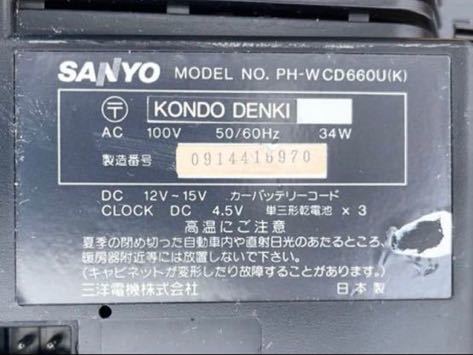 SANYO MODEL NO. PH-WCD660U(K)
〒 KONDO DENKI
AC 100V 50/60Hz 34W
製造番号 0914416970
DC 12V~15V カーバッテリーコード
CLOCK DC 4.5V 単三形乾電池 × 3
高温にご注意
夏季の閉め切った自動車内や直射日光のあたるところ、
暖房器附近等には放置しないで下さい。
(キャビネットが変形したり故障することがあります。)
三洋電機株式会社 日本製